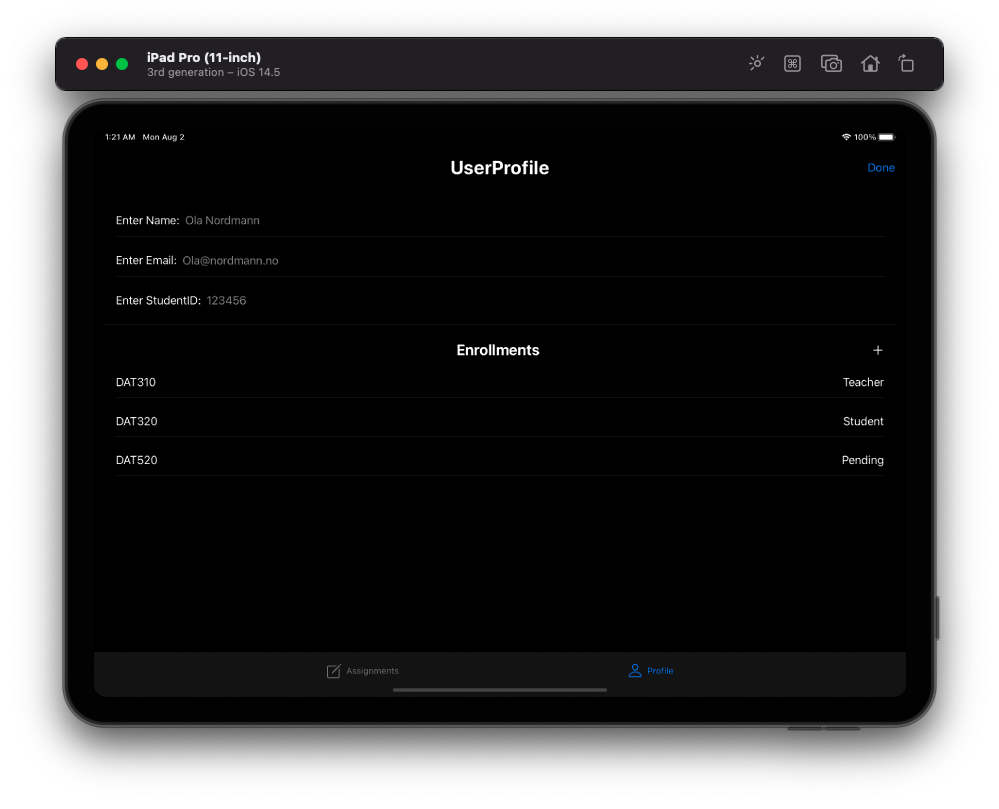 iPad Pro (11-inch)
3rd generation – iOS 14.5
1:21 AM Mon Aug 2 100%
UserProfile Done
Enter Name: Ola Nordmann
Enter Email: Ola@nordmann.no
Enter StudentID: 123456
Enrollments +
DAT310 Teacher
DAT320 Student
DAT520 Pending
Assignments Profile